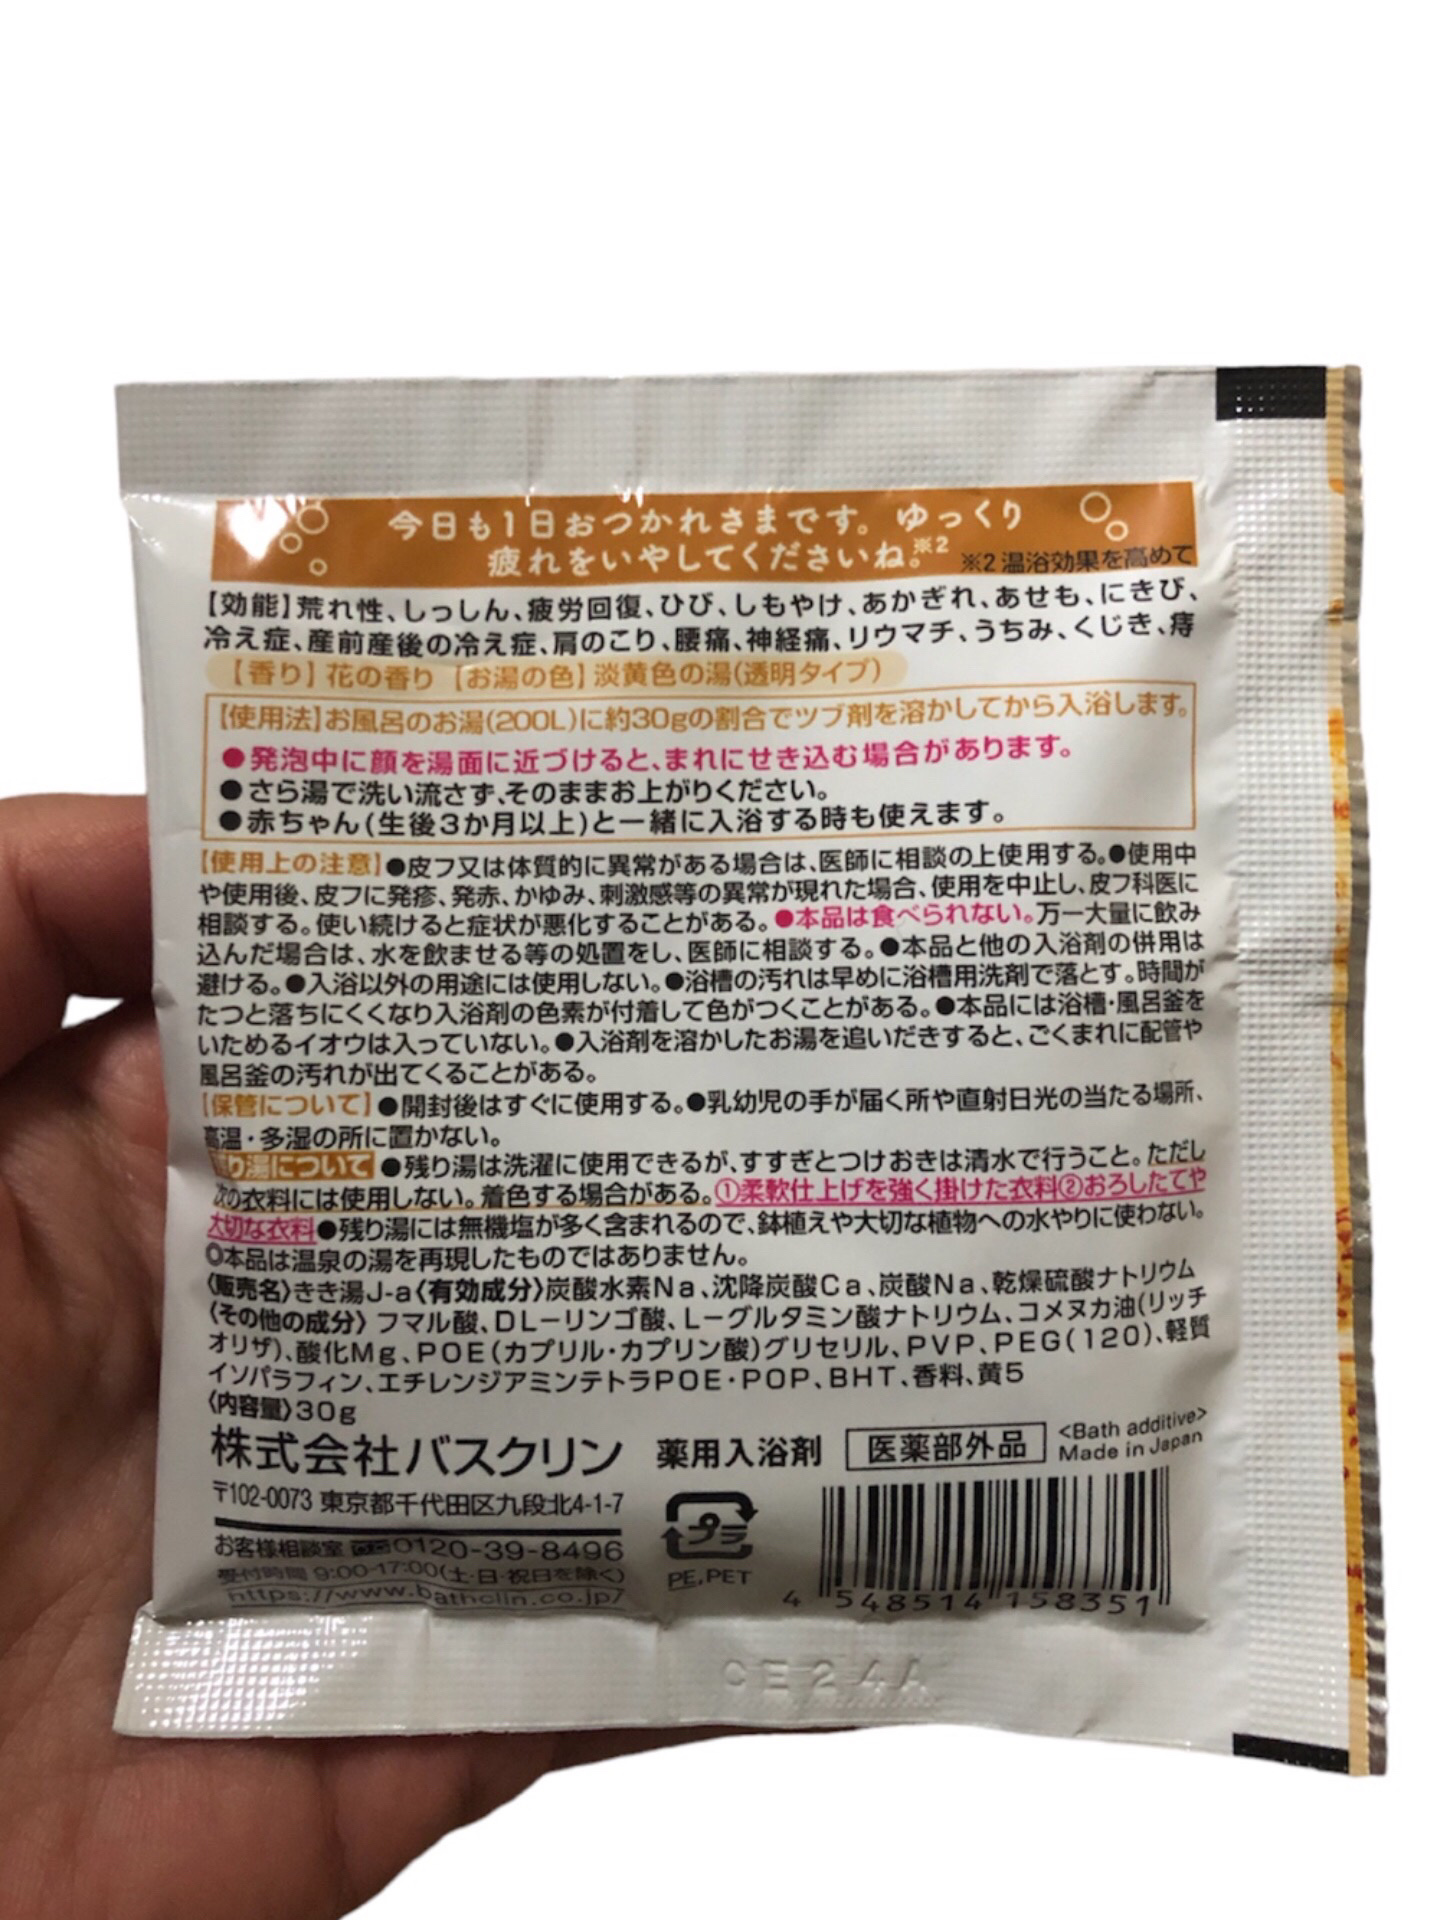 今日も1日おつかれさまです。ゆっくり
疲れをいやしてくださいね。※2 ※2 温浴効果を高めて
【効能】荒れ性、しっしん、疲労回復、ひび、しもやけ、あかぎれ、あせも、にきび、
冷え症、産前産後の冷え症、肩のこり、腰痛、神経痛、リウマチ、うちみ、くじき、痔
【香り】花の香り 【お湯の色】淡黄色の湯(透明タイプ)
【使用法】お風呂のお湯(200L)に約30gの割合でツブ剤を溶かしてから入浴します。
●発泡中に顔を湯面に近づけると、まれにせき込む場合があります。
●さら湯で洗い流さず、そのままお上がりください。
●赤ちゃん(生後3か月以上)と一緒に入浴する時も使えます。
【使用上の注意】●皮フ又は体質的に異常がある場合は、医師に相談の上使用する。●使用中
や使用後、皮フに発疹、発赤、かゆみ、刺激感等の異常が現れた場合、使用を中止し、皮フ科医に
相談する。使い続けると症状が悪化することがある。●本品は食べられない。万一大量に飲み
込んだ場合は、水を飲ませる等の処置をし、医師に相談する。●本品と他の入浴剤の併用は
避ける。●入浴以外の用途には使用しない。●浴槽の汚れは早めに浴槽用洗剤で落とす。時間が
たつと落ちにくくなり入浴剤の色素が付着して色がつくことがある。●本品には浴槽・風呂釜を
いためるイオウは入っていない。●入浴剤を溶かしたお湯を追いだきすると、ごくまれに配管や
風呂釜の汚れが出てくることがある。
【保管について】●開封後はすぐに使用する。●乳幼児の手が届く所や直射日光の当たる場所、
高温・多湿の所に置かない。
残り湯について ●残り湯は洗濯に使用できるが、すすぎとつけおきは清水で行うこと。ただし
次の衣料には使用しない。着色する場合がある。①柔軟仕上げを強く掛けた衣料②おろしたてや
大切な衣料●残り湯には無機塩が多く含まれるので、鉢植えや大切な植物への水やりに使わない。
◎本品は温泉の湯を再現したものではありません。
〈販売名〉きき湯J-a〈有効成分〉炭酸水素Na、沈降炭酸Ca、炭酸Na、乾燥硫酸ナトリウム
〈その他の成分〉フマル酸、DL-リンゴ酸、L-グルタミン酸ナトリウム、コメヌカ油(リッチ
オリザ)、酸化Mg、POE(カプリル・カプリン酸)グリセリル、PVP、PEG(120)、軽質
イソパラフィン、エチレンジアミンテトラPOE・POP、BHT、香料、黄5
〈内容量〉30g
株式会社バスクリン 薬用入浴剤 医薬部外品 <Bath additive>
Made in Japan
〒102-0073 東京都千代田区九段北4-1-7
お客様相談室 0120-39-8496
受付時間 9:00-17:00(土・日・祝日を除く)
https://www.bathclin.co.jp/
プラ
PE,PET
4 548514 158351
CE24A